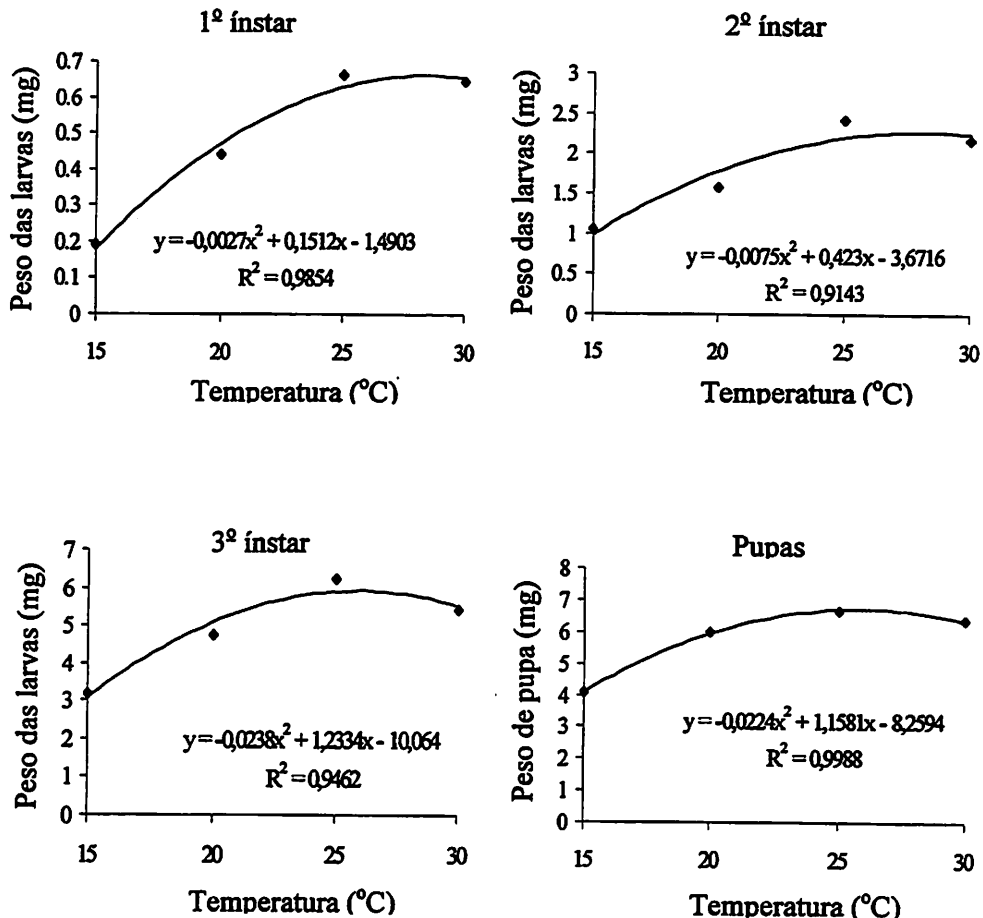 1º ínstar
Peso das larvas (mg)
0.7
0.6
0.5
0.4
0.3
0.2
0.1
0
y = -0,0027x² + 0,1512x - 1,4903
R² = 0,9854
15 20 25 30
Temperatura (°C)
2º ínstar
Peso das larvas (mg)
3
2.5
2
1.5
1
0.5
0
y = -0,0075x² + 0,423x - 3,6716
R² = 0,9143
15 20 25 30
Temperatura (°C)
3º ínstar
Peso das larvas (mg)
7
6
5
4
3
2
1
0
y = -0,0238x² + 1,2334x - 10,064
R² = 0,9462
15 20 25 30
Temperatura (°C)
Pupas
Peso de pupa (mg)
8
7
6
5
4
3
2
1
0
y = -0,0224x² + 1,1581x - 8,2594
R² = 0,9988
15 20 25 30
Temperatura (°C)